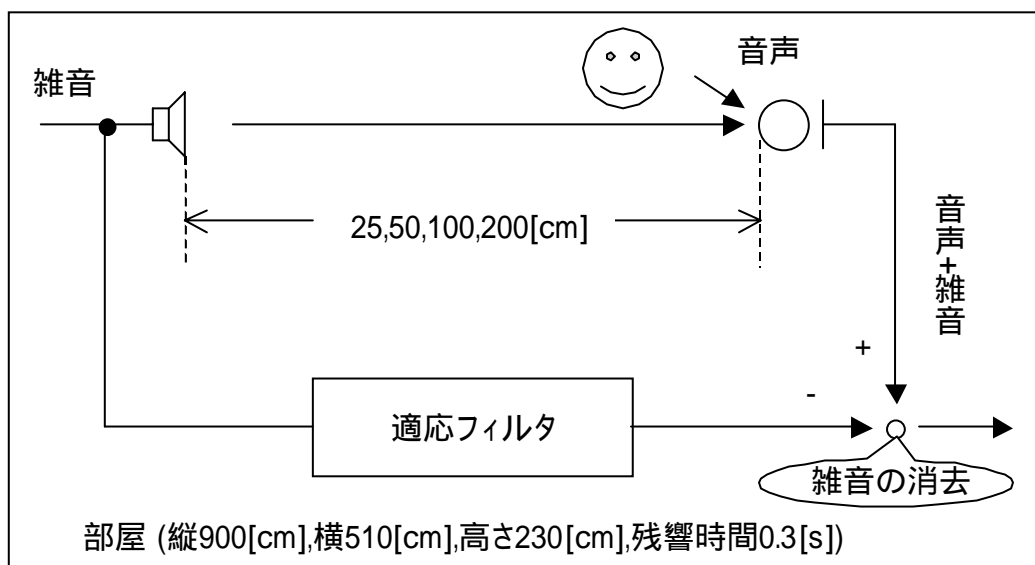 音声
雑音
25,50,100,200[cm]
音声+雑音
+
-
適応フィルタ
雑音の消去
部屋 (縦900[cm],横510[cm],高さ230[cm],残響時間0.3[s])